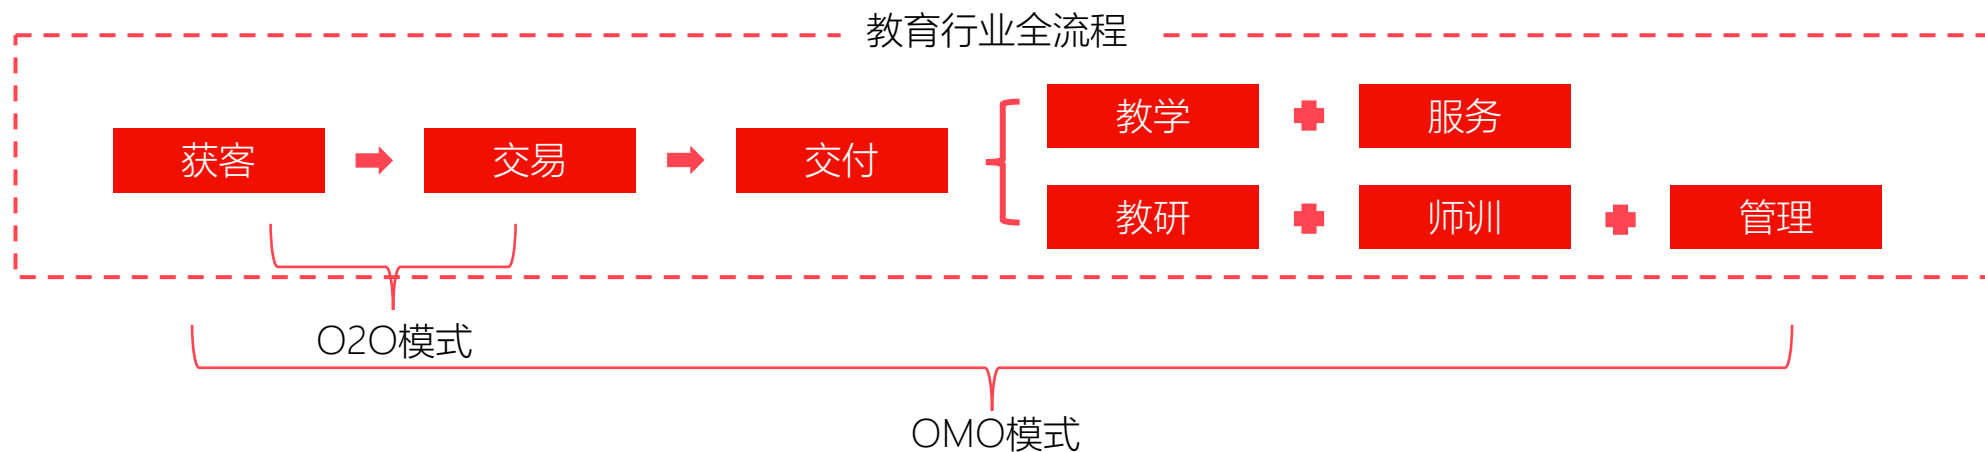 教育行业全流程
获客
交易
交付
教学
服务
教研
师训
管理
O2O模式
OMO模式